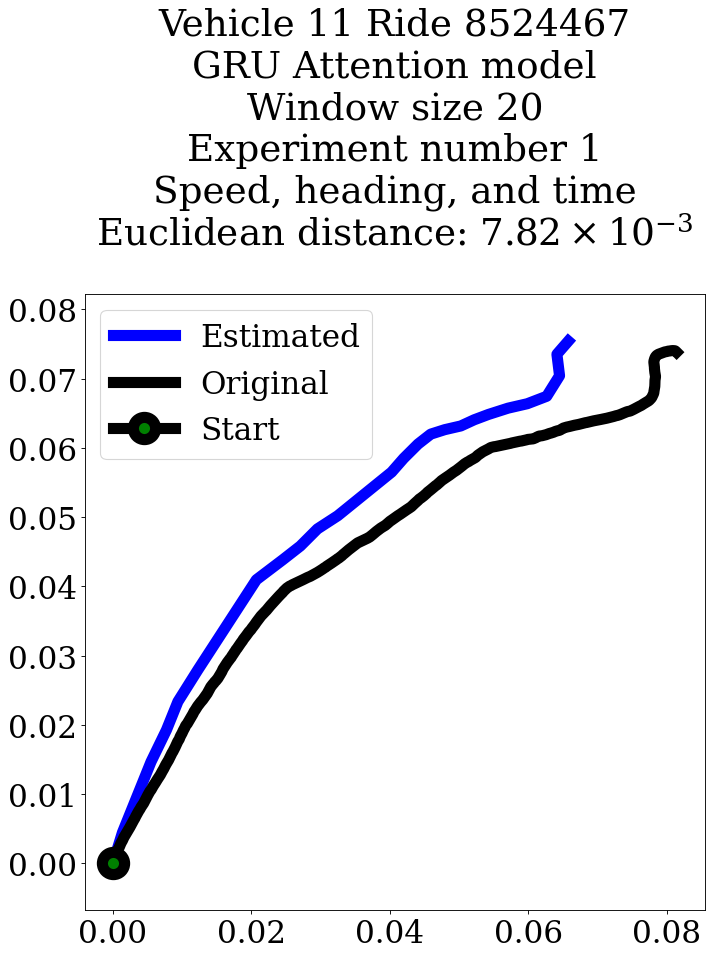 Vehicle 11 Ride 8524467
GRU Attention model
Window size 20
Experiment number 1
Speed, heading, and time
Euclidean distance: 7.82 × 10⁻³
0.08
0.07
0.06
0.05
0.04
0.03
0.02
0.01
0.00
Estimated
Original
Start
0.00 0.02 0.04 0.06 0.08